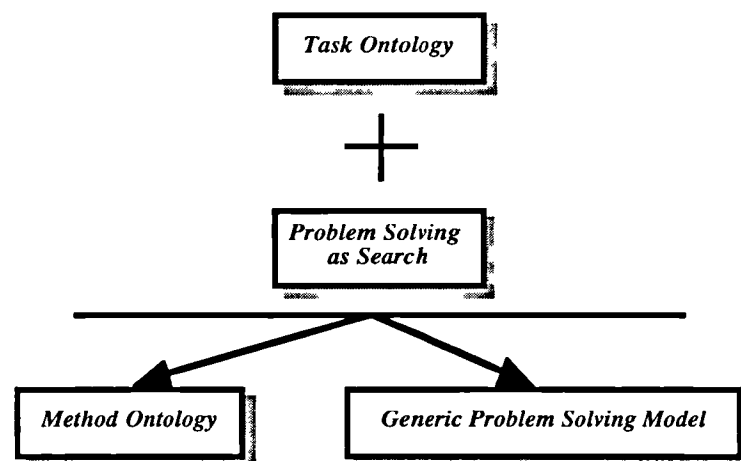 Task Ontology
+
Problem Solving
as Search
Method Ontology
Generic Problem Solving Model